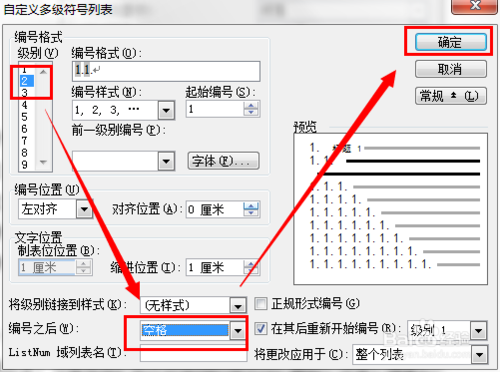 自定义多级符号列表
编号格式
级别(V)
编号格式(O):
1
2
3
4
5
6
7
8
9
1.1.↵
编号样式(N):
起始编号(S):
1, 2, 3, …
1
前一级别编号(P):
字体(F)...
确定
取消
常规 ± (L)
预览
1. 标题 1
1.1.
1.1.1.
1.1.1.1.
1.1.1.1.1.
1.1.1.1.1.1.
1.1.1.1.1.1.1.
1.1.1.1.1.1.1.1.
1.1.1.1.1.1.1.1.1.
编号位置(U)
左对齐
对齐位置(A):
0 厘米
文字位置
制表位位置(B):
1 厘米
缩进位置(I):
1 厘米
将级别链接到样式(K):
(无样式)
正规形式编号(G)
编号之后(W):
空格
在其后重新开始编号(R):
级别 1
ListNum 域列表名(T):
将更改应用于(C):
整个列表